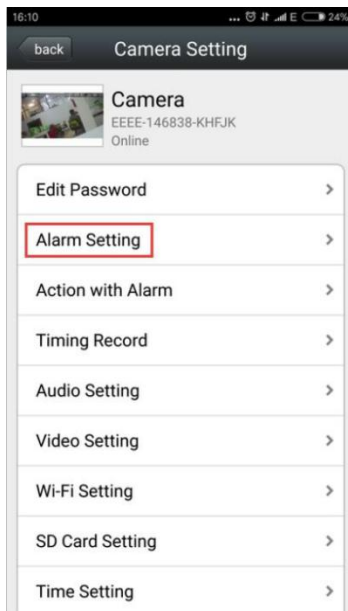 16:10
... E 24%
back
Camera Setting
Camera
EEEE-146838-KHFJK
Online
Edit Password
Alarm Setting
Action with Alarm
Timing Record
Audio Setting
Video Setting
Wi-Fi Setting
SD Card Setting
Time Setting